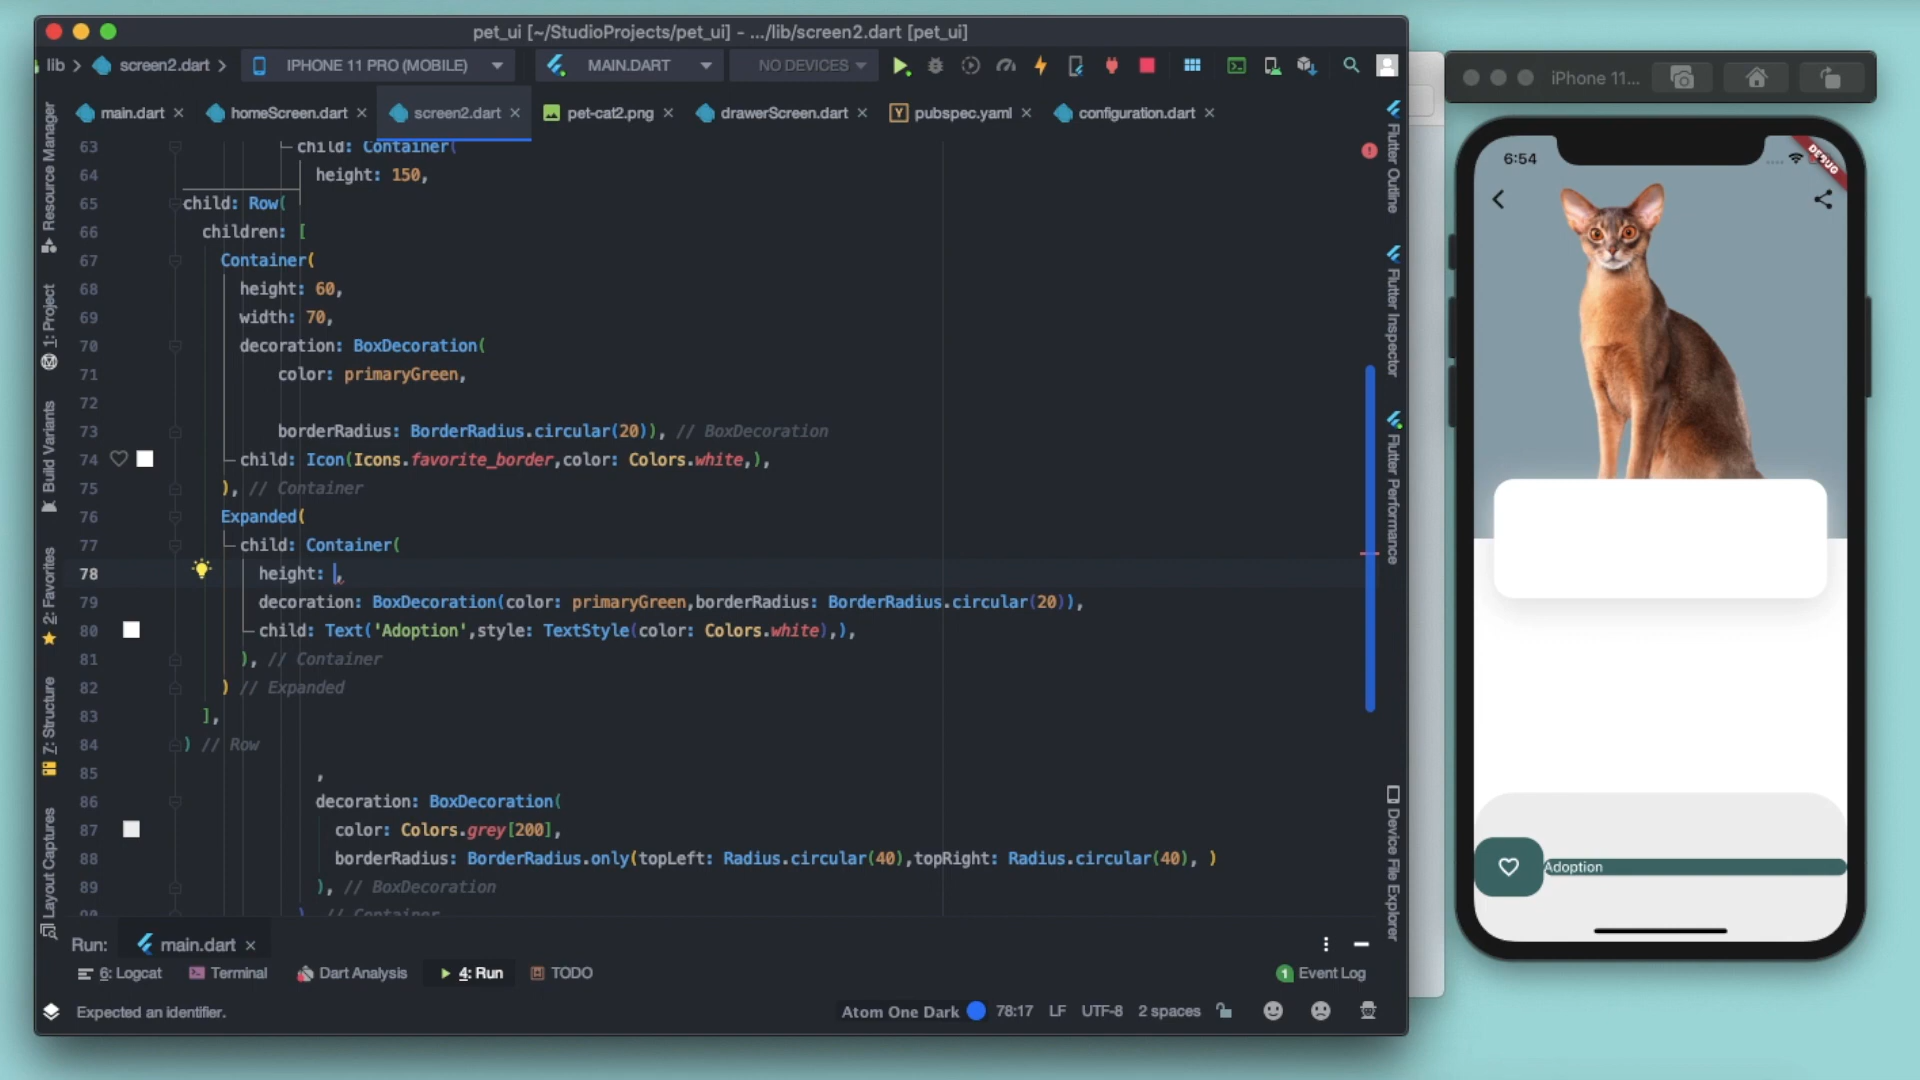 pet_ui [~/StudioProjects/pet_ui] - .../lib/screen2.dart [pet_ui]
lib
screen2.dart
IPHONE 11 PRO (MOBILE)
MAIN.DART
NO DEVICES
main.dart
homeScreen.dart
screen2.dart
pet-cat2.png
drawerScreen.dart
Y
pubspec.yaml
configuration.dart
Resource Manager
1: Project
Build Variants
2: Favorites
7: Structure
Layout Captures
63 child: Container(
64 height: 150,
65 child: Row(
66 children: [
67 Container(
68 height: 60,
69 width: 70,
70 decoration: BoxDecoration(
71 color: primaryGreen,
72
73 borderRadius: BorderRadius.circular(20)), // BoxDecoration
74 child: Icon(Icons.favorite_border,color: Colors.white,),
75 ), // Container
76 Expanded(
77 child: Container(
78 height: ,
79 decoration: BoxDecoration(color: primaryGreen,borderRadius: BorderRadius.circular(20)),
80 child: Text('Adoption',style: TextStyle(color: Colors.white),),
81 ), // Container
82 ) // Expanded
83 ],
84 ) // Row
85 ,
86 decoration: BoxDecoration(
87 color: Colors.grey[200],
88 borderRadius: BorderRadius.only(topLeft: Radius.circular(40),topRight: Radius.circular(40), )
89 ), // BoxDecoration
90 ) // Container
Flutter Outline
Flutter Inspector
Flutter Performance
Device File Explorer
Run:
main.dart
6: Logcat
Terminal
Dart Analysis
4: Run
TODO
1 Event Log
Expected an identifier.
Atom One Dark
78:17
LF
UTF-8
2 spaces
iPhone 11...
6:54
DEBUG
Adoption